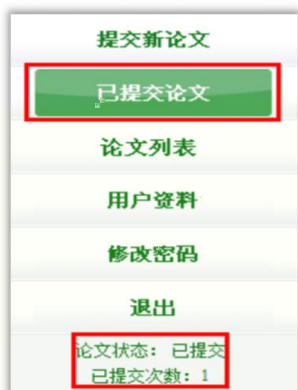 提交新论文
已提交论文
论文列表
用户资料
修改密码
退出
论文状态： 已提交
已提交次数：1